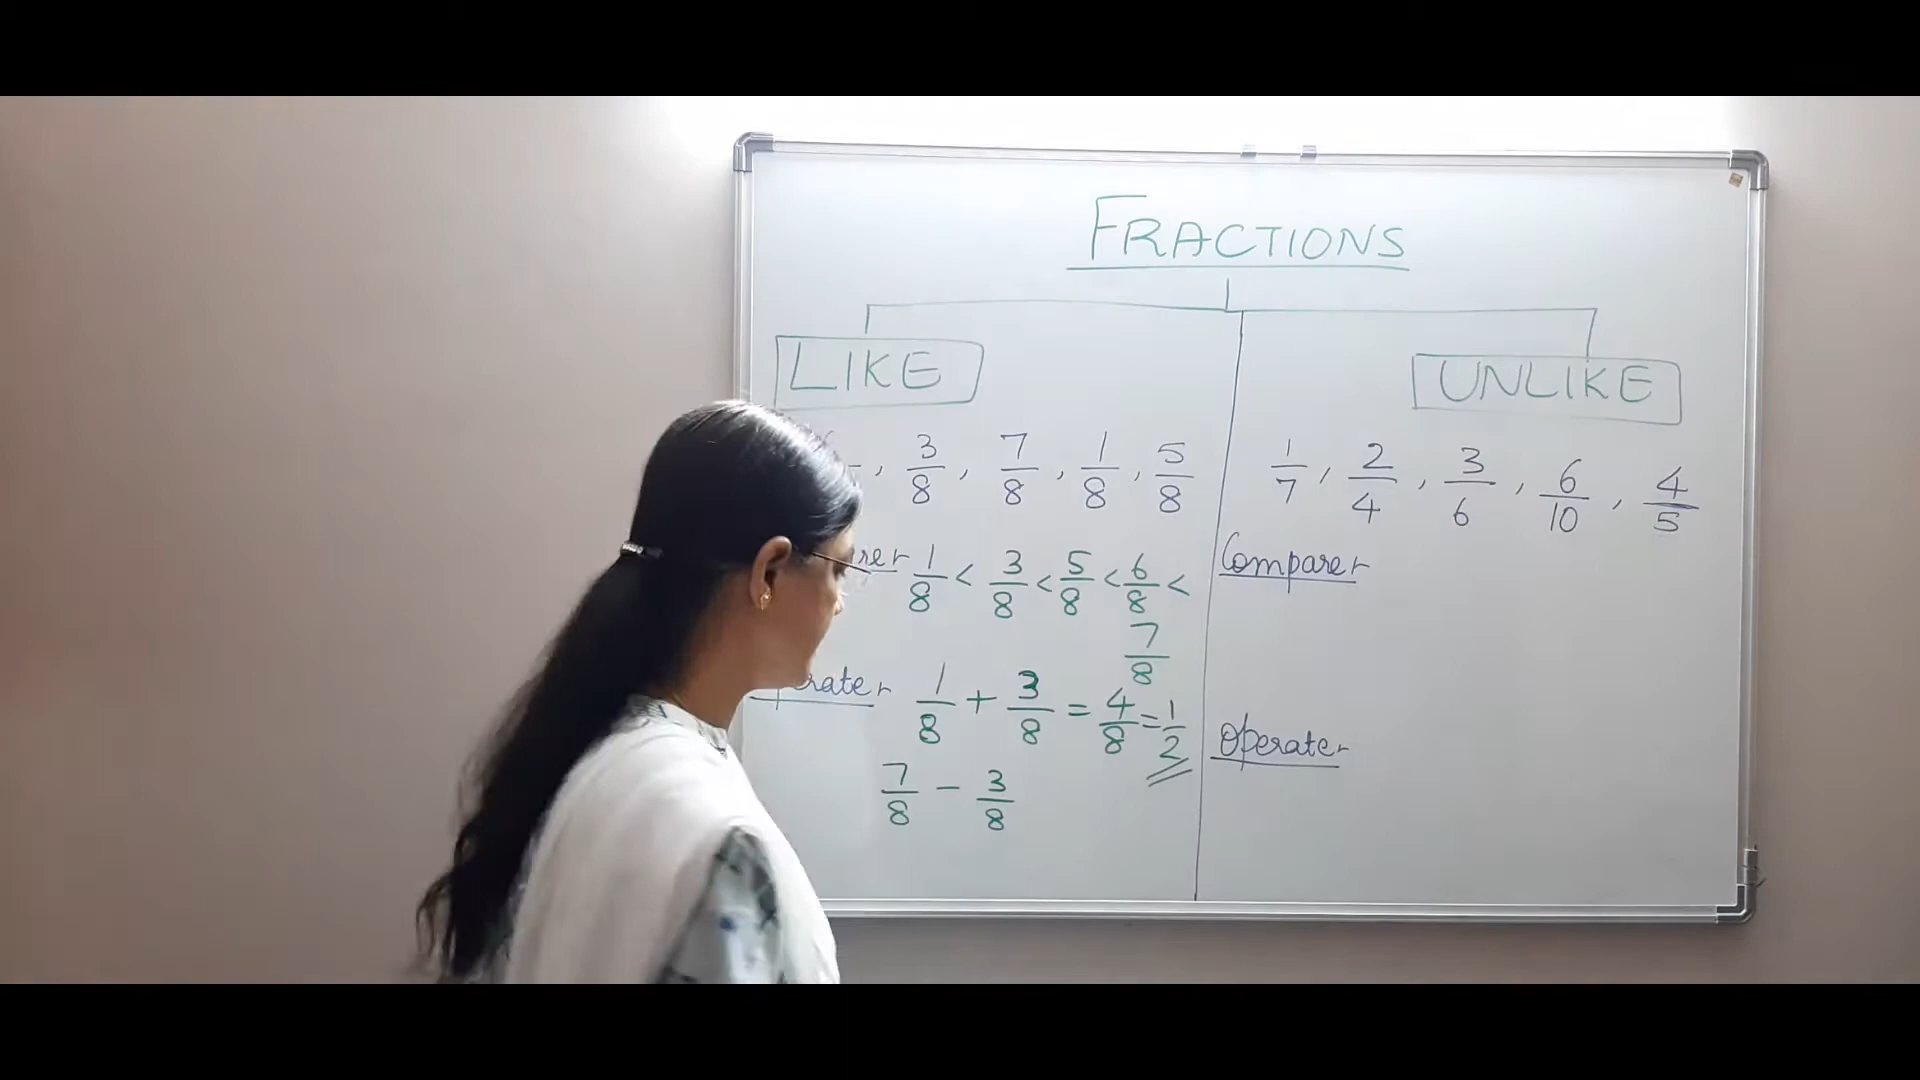 FRACTIONS
LIKE
UNLIKE
, 3/8, 7/8, 1/8, 5/8
1/7, 2/4, 3/6, 6/10, 4/5
1/8 < 3/8 < 5/8 < 6/8 <
7/8
Comparer
1/8 + 3/8 = 4/8 = 1/2
7/8 - 3/8
Operater